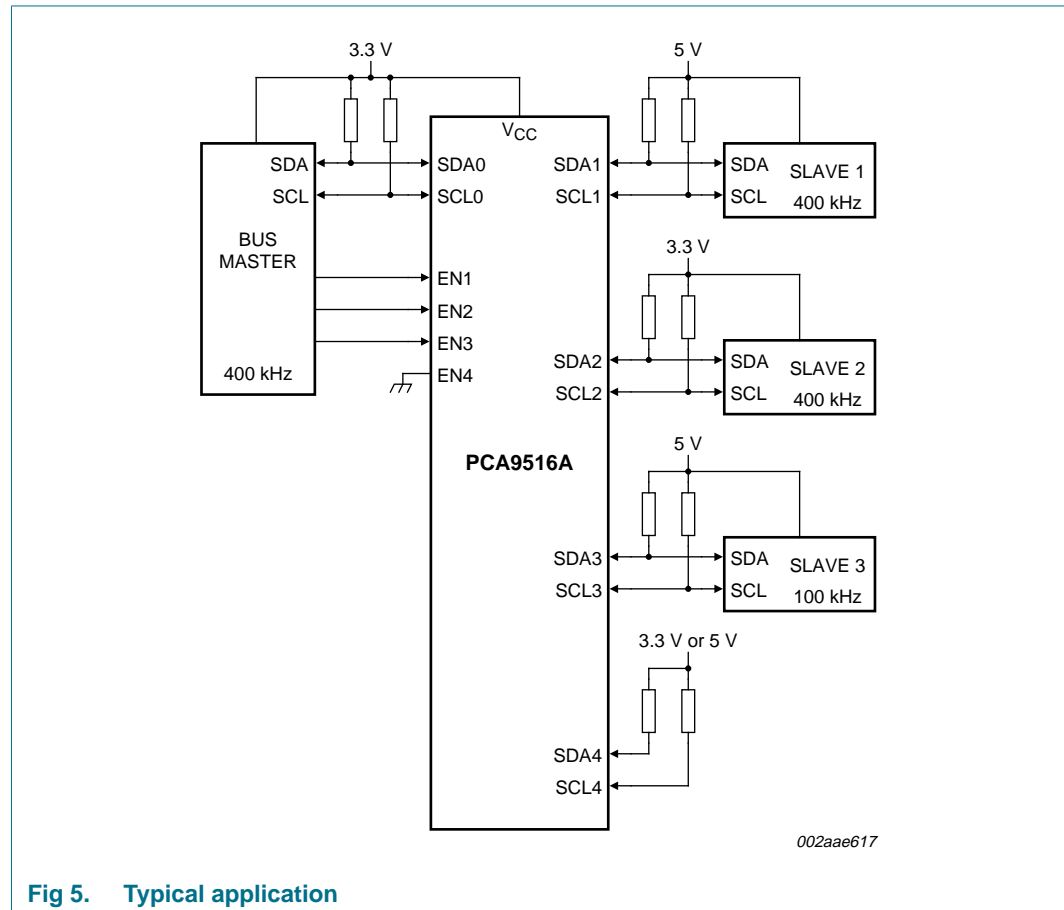 3.3 V
5 V
VCC
SDA
SDA0
SDA1
SDA
SLAVE 1
SCL
SCL0
SCL1
SCL
400 kHz
BUS
MASTER
3.3 V
EN1
EN2
EN3
400 kHz
EN4
SDA2
SDA
SLAVE 2
SCL2
SCL
400 kHz
PCA9516A
5 V
SDA3
SDA
SLAVE 3
SCL3
SCL
100 kHz
3.3 V or 5 V
SDA4
SCL4
002aae617
Fig 5. Typical application